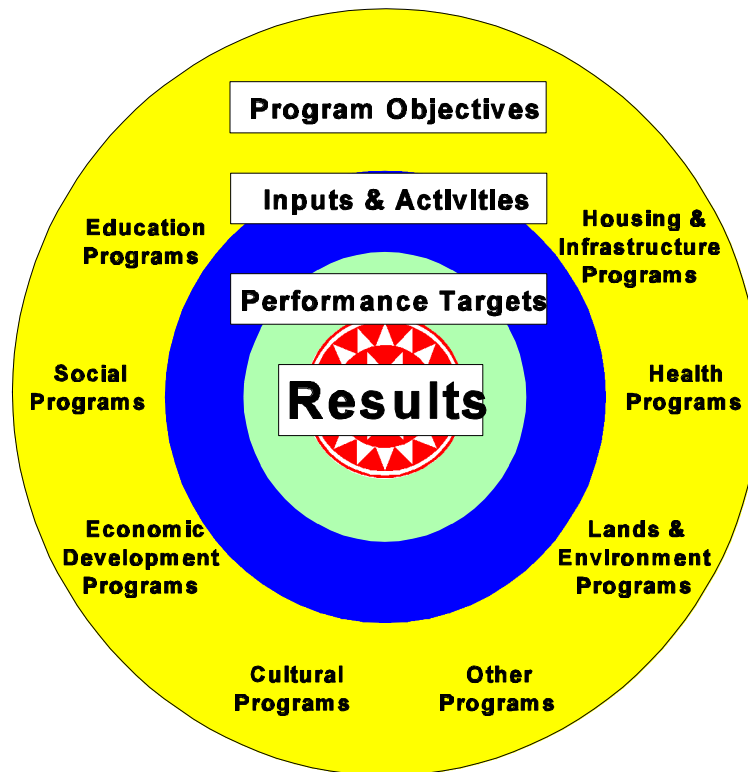 Program Objectives
Inputs & Activities
Performance Targets
Results
Education
Programs
Housing &
Infrastructure
Programs
Social
Programs
Health
Programs
Economic
Development
Programs
Lands &
Environment
Programs
Cultural
Programs
Other
Programs